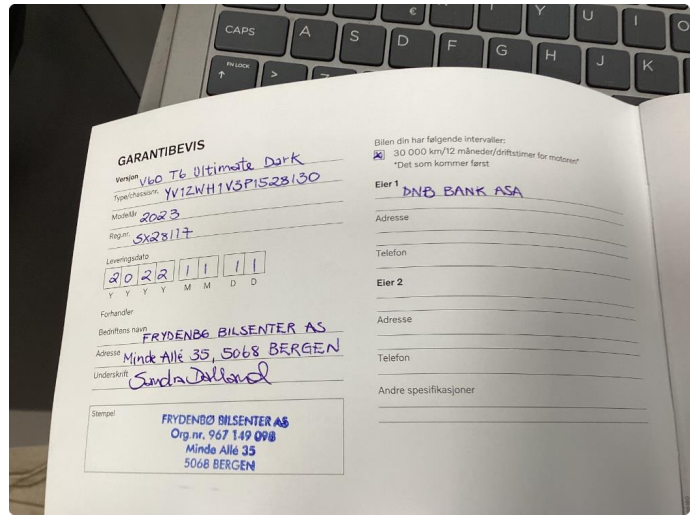 €
Y U I O
CAPS A S D F G H J K
FN LOCK
GARANTIBEVIS
Versjon V60 T6 Ultimate Dark
Type/chassisnr. YV1ZWH1V3P1528130
Modellår 2023
Reg.nr. SX28117
Leveringsdato
2 0 2 2 1 1 1 1
Y Y Y Y M M D D
Forhandler
Bedriftens navn FRYDENBØ BILSENTER AS
Adresse Minde Allé 35, 5068 BERGEN
Underskrift
Stempel
FRYDENBØ BILSENTER AS
Org.nr. 967 149 098
Minde Allé 35
5068 BERGEN
Bilen din har følgende intervaller:
30 000 km/12 måneder/driftstimer for motoren*
*Det som kommer først
Eier 1 DNB BANK ASA
Adresse
Telefon
Eier 2
Adresse
Telefon
Andre spesifikasjoner